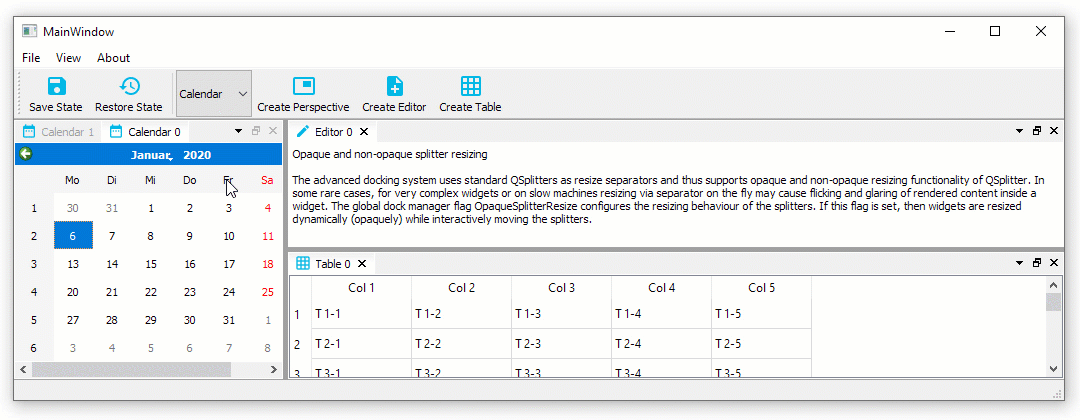 MainWindow
File View About
Save State Restore State Calendar Create Perspective Create Editor Create Table
Calendar 1 Calendar 0
Januar, 2020
Mo Di Mi Do Fr Sa
1 30 31 1 2 3 4
2 6 7 8 9 10 11
3 13 14 15 16 17 18
4 20 21 22 23 24 25
5 27 28 29 30 31 1
6 3 4 5 6 7 8
Editor 0
Opaque and non-opaque splitter resizing
The advanced docking system uses standard QSplitters as resize separators and thus supports opaque and non-opaque resizing functionality of QSplitter. In
some rare cases, for very complex widgets or on slow machines resizing via separator on the fly may cause flicking and glaring of rendered content inside a
widget. The global dock manager flag OpaqueSplitterResize configures the resizing behaviour of the splitters. If this flag is set, then widgets are resized
dynamically (opaquely) while interactively moving the splitters.
Table 0
Col 1 Col 2 Col 3 Col 4 Col 5
1 T 1-1 T 1-2 T 1-3 T 1-4 T 1-5
2 T 2-1 T 2-2 T 2-3 T 2-4 T 2-5
3 T 3-1 T 3-2 T 3-3 T 3-4 T 3-5